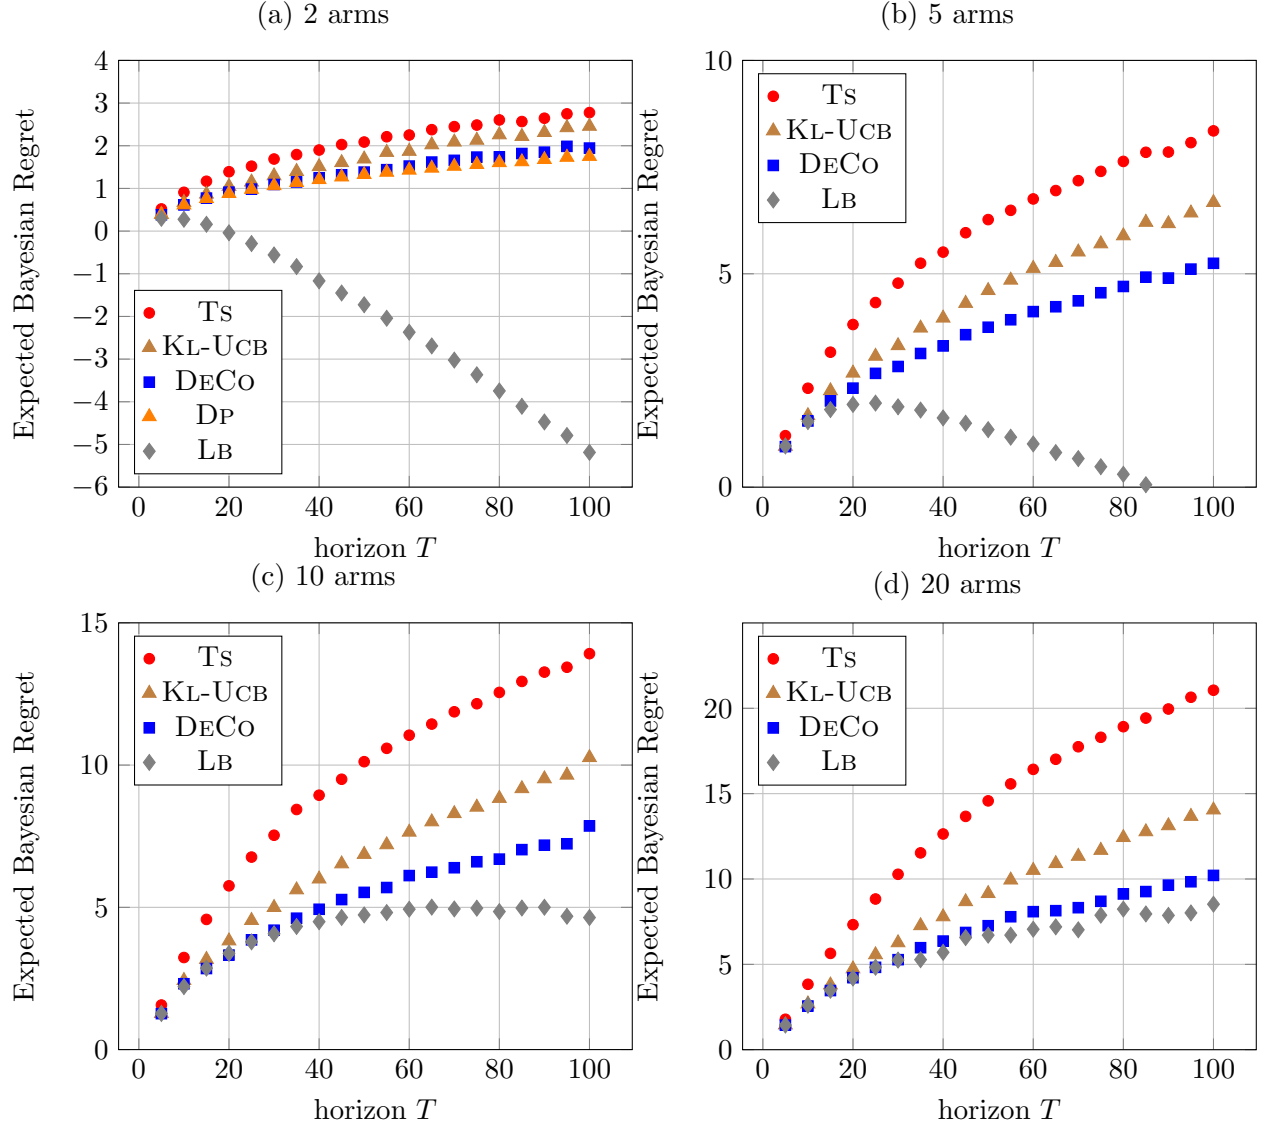 (a) 2 arms
4
3
2
1
0
−1
−2
−3
−4
−5
−6
Expected Bayesian Regret
Ts
Kl-Ucb
DeCo
Dp
Lb
0 20 40 60 80 100
horizon T
(b) 5 arms
10
5
0
Expected Bayesian Regret
Ts
Kl-Ucb
DeCo
Lb
0 20 40 60 80 100
horizon T
(c) 10 arms
15
10
5
0
Expected Bayesian Regret
Ts
Kl-Ucb
DeCo
Lb
0 20 40 60 80 100
horizon T
(d) 20 arms
20
15
10
5
0
Expected Bayesian Regret
Ts
Kl-Ucb
DeCo
Lb
0 20 40 60 80 100
horizon T